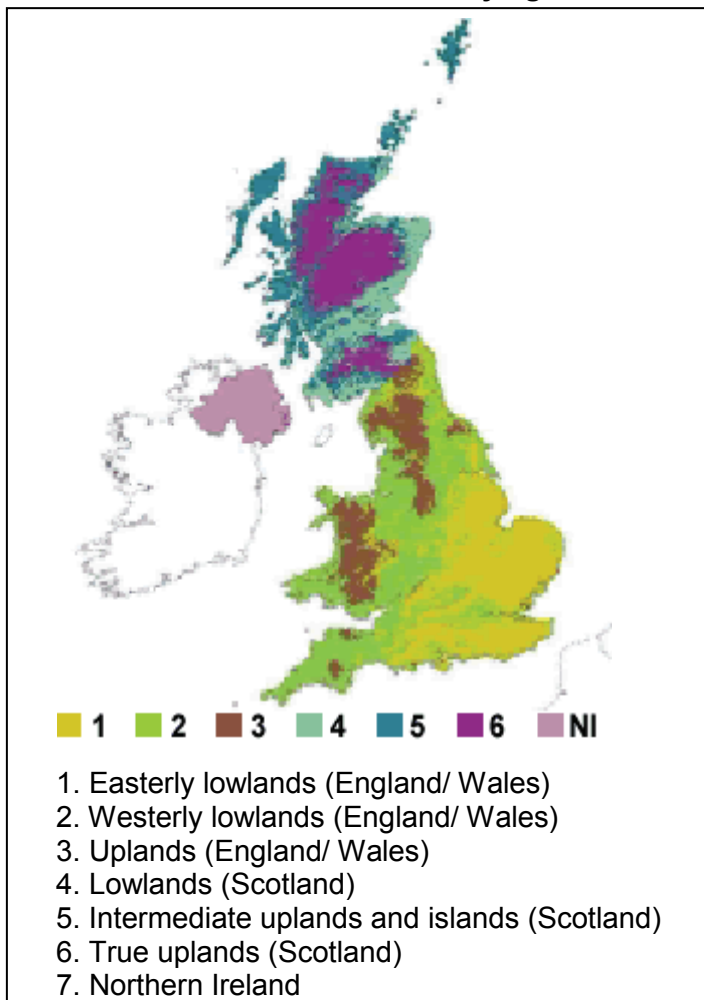 1 2 3 4 5 6 NI
1. Easterly lowlands (England/ Wales)
2. Westerly lowlands (England/ Wales)
3. Uplands (England/ Wales)
4. Lowlands (Scotland)
5. Intermediate uplands and islands (Scotland)
6. True uplands (Scotland)
7. Northern Ireland